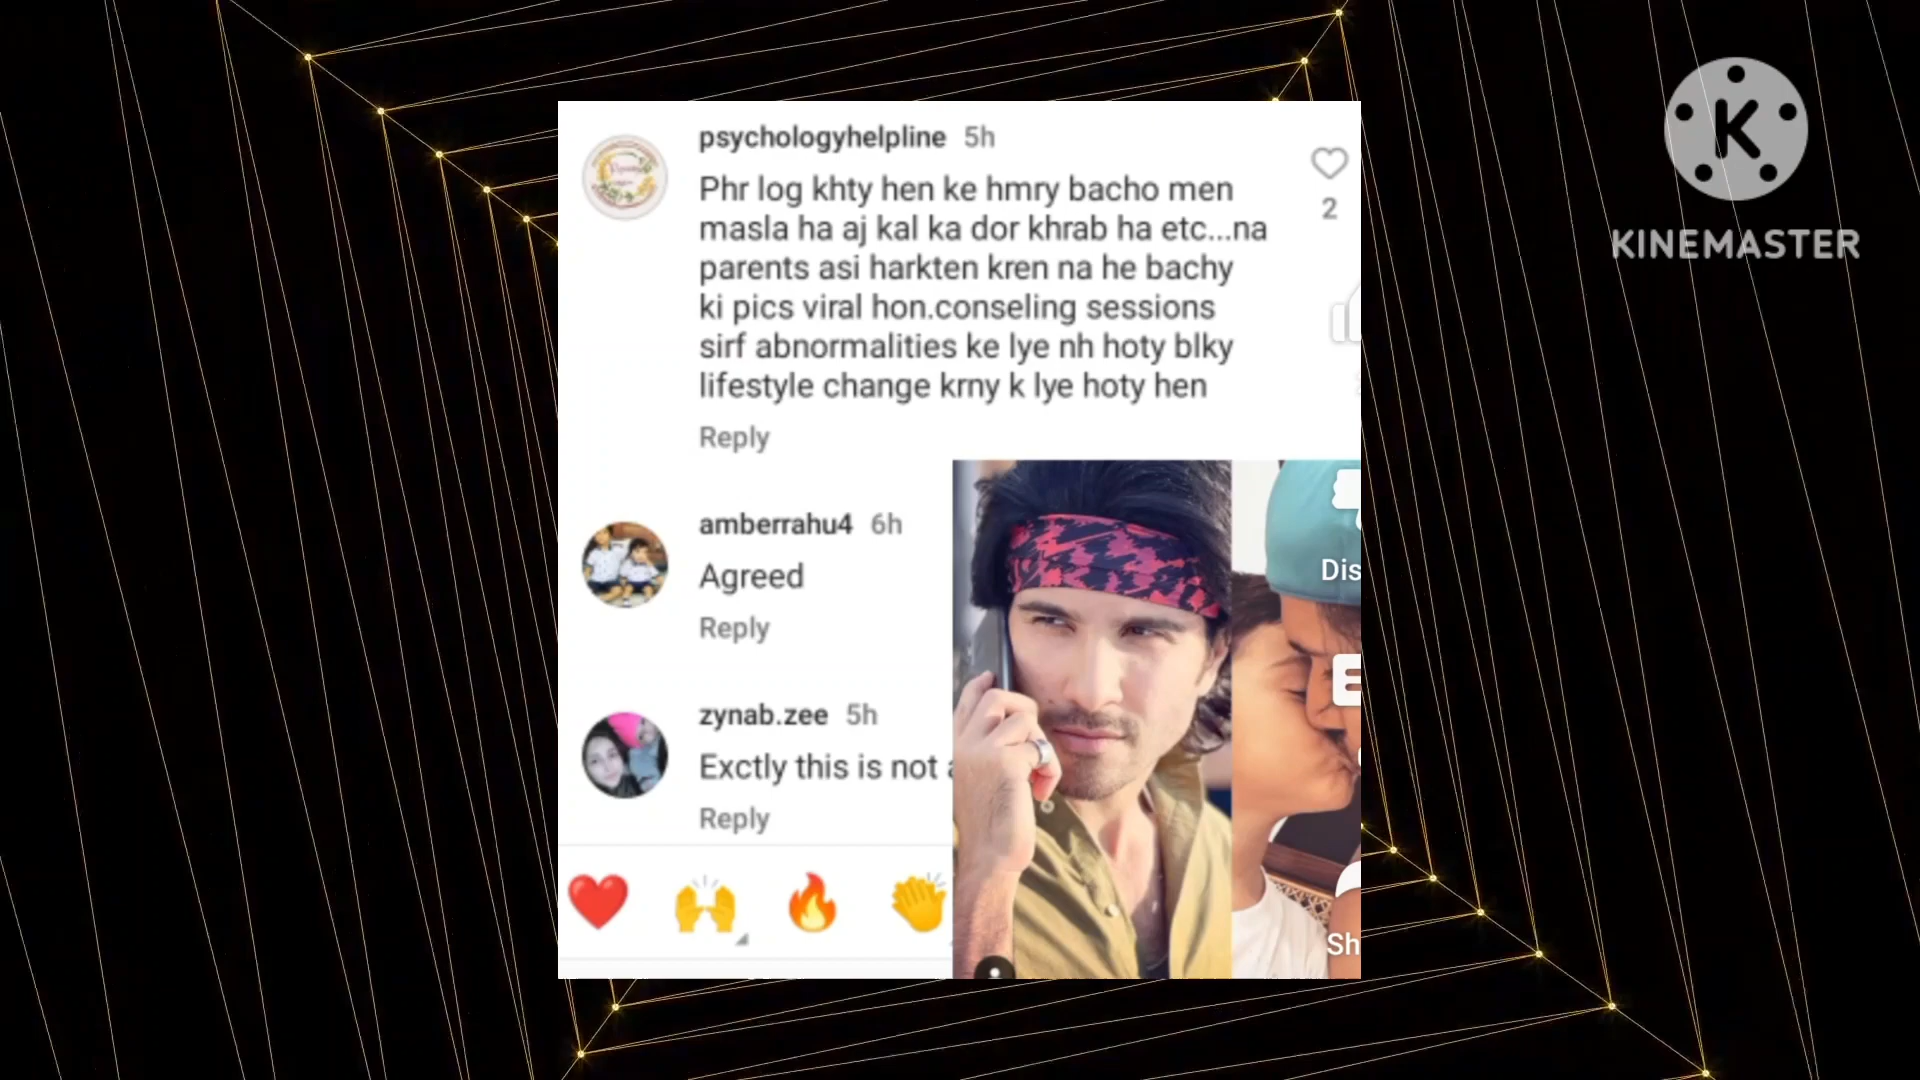 psychologyhelpline 5h
Phr log khty hen ke hmry bacho men
masla ha aj kal ka dor khrab ha etc...na
parents asi harkten kren na he bachy
ki pics viral hon.conseling sessions
sirf abnormalities ke lye nh hoty blky
lifestyle change krny k lye hoty hen
2
Reply
amberrahu4 6h
Agreed
Reply
zynab.zee 5h
Exctly this is not
Reply
Dis
Sh
K
KINEMASTER